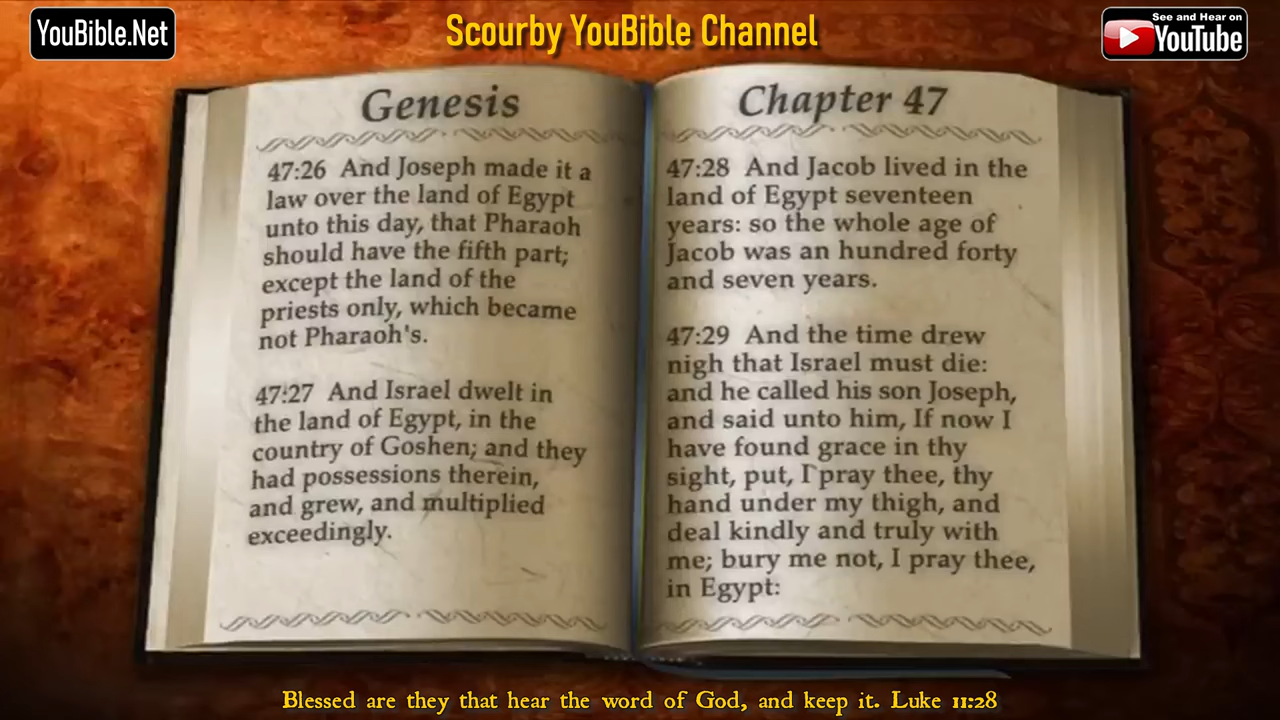 YouBible.Net
Scourby YouBible Channel
See and Hear on
YouTube
Genesis
47:26 And Joseph made it a
law over the land of Egypt
unto this day, that Pharaoh
should have the fifth part;
except the land of the
priests only, which became
not Pharaoh's.
47:27 And Israel dwelt in
the land of Egypt, in the
country of Goshen; and they
had possessions therein,
and grew, and multiplied
exceedingly.
Chapter 47
47:28 And Jacob lived in the
land of Egypt seventeen
years: so the whole age of
Jacob was an hundred forty
and seven years.
47:29 And the time drew
nigh that Israel must die:
and he called his son Joseph,
and said unto him, If now I
have found grace in thy
sight, put, I pray thee, thy
hand under my thigh, and
deal kindly and truly with
me; bury me not, I pray thee,
in Egypt:
Blessed are they that hear the word of God, and keep it. Luke 11:28